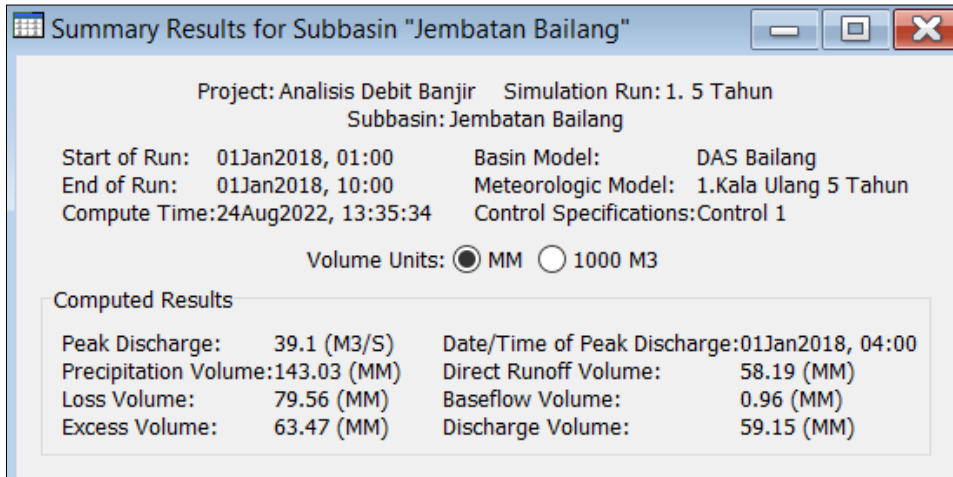 Summary Results for Subbasin "Jembatan Bailang"
Project: Analisis Debit Banjir Simulation Run: 1. 5 Tahun
Subbasin: Jembatan Bailang
Start of Run: 01Jan2018, 01:00 Basin Model: DAS Bailang
End of Run: 01Jan2018, 10:00 Meteorologic Model: 1.Kala Ulang 5 Tahun
Compute Time:24Aug2022, 13:35:34 Control Specifications:Control 1
Volume Units: MM 1000 M3
Computed Results
Peak Discharge: 39.1 (M3/S) Date/Time of Peak Discharge:01Jan2018, 04:00
Precipitation Volume:143.03 (MM) Direct Runoff Volume: 58.19 (MM)
Loss Volume: 79.56 (MM) Baseflow Volume: 0.96 (MM)
Excess Volume: 63.47 (MM) Discharge Volume: 59.15 (MM)